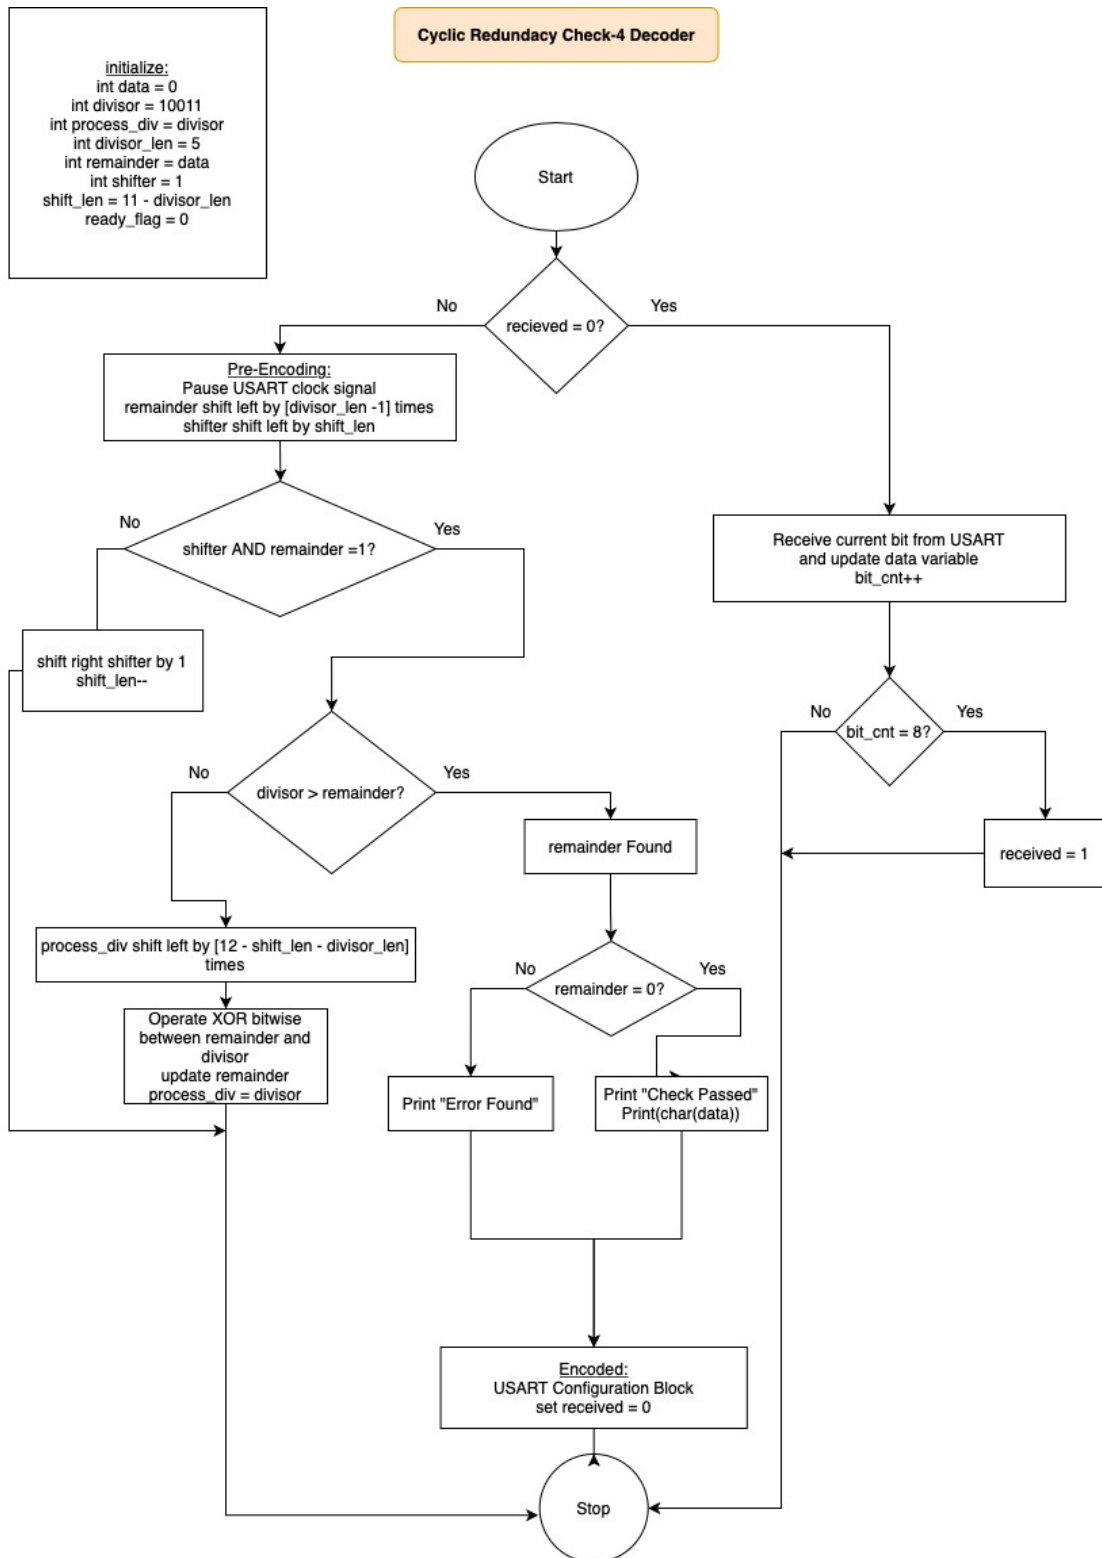 Cyclic Redundacy Check-4 Decoder
initialize:
int data = 0
int divisor = 10011
int process_div = divisor
int divisor_len = 5
int remainder = data
int shifter = 1
shift_len = 11 - divisor_len
ready_flag = 0
Start
recieved = 0?
No
Yes
Pre-Encoding:
Pause USART clock signal
remainder shift left by [divisor_len -1] times
shifter shift left by shift_len
shifter AND remainder =1?
No
Yes
shift right shifter by 1
shift_len--
divisor > remainder?
No
Yes
process_div shift left by [12 - shift_len - divisor_len]
times
Operate XOR bitwise
between remainder and
divisor
update remainder
process_div = divisor
remainder Found
remainder = 0?
No
Yes
Print "Error Found"
Print "Check Passed"
Print(char(data))
Encoded:
USART Configuration Block
set received = 0
Receive current bit from USART
and update data variable
bit_cnt++
bit_cnt = 8?
No
Yes
received = 1
Stop